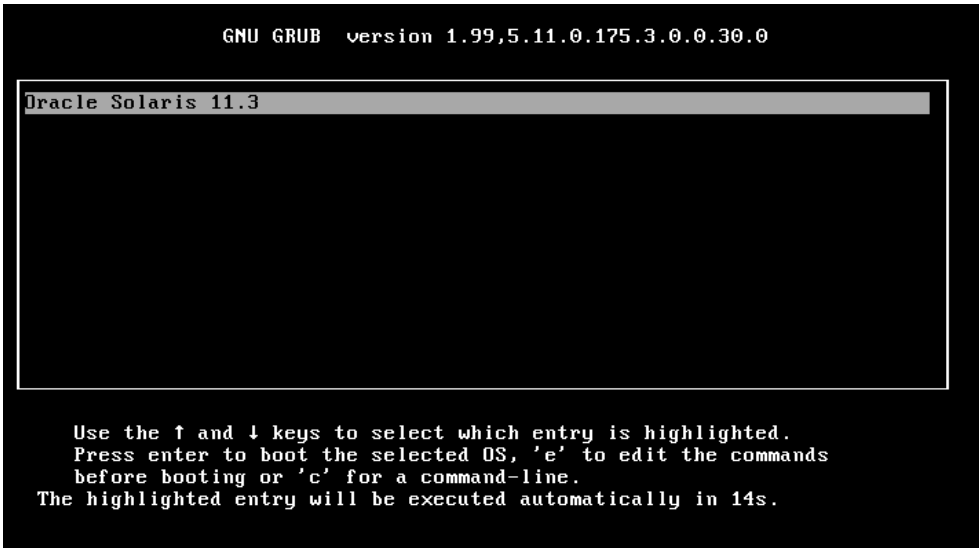 GNU GRUB  version 1.99,5.11.0.175.3.0.0.30.0
Oracle Solaris 11.3
Use the ↑ and ↓ keys to select which entry is highlighted.
Press enter to boot the selected OS, 'e' to edit the commands
before booting or 'c' for a command-line.
The highlighted entry will be executed automatically in 14s.